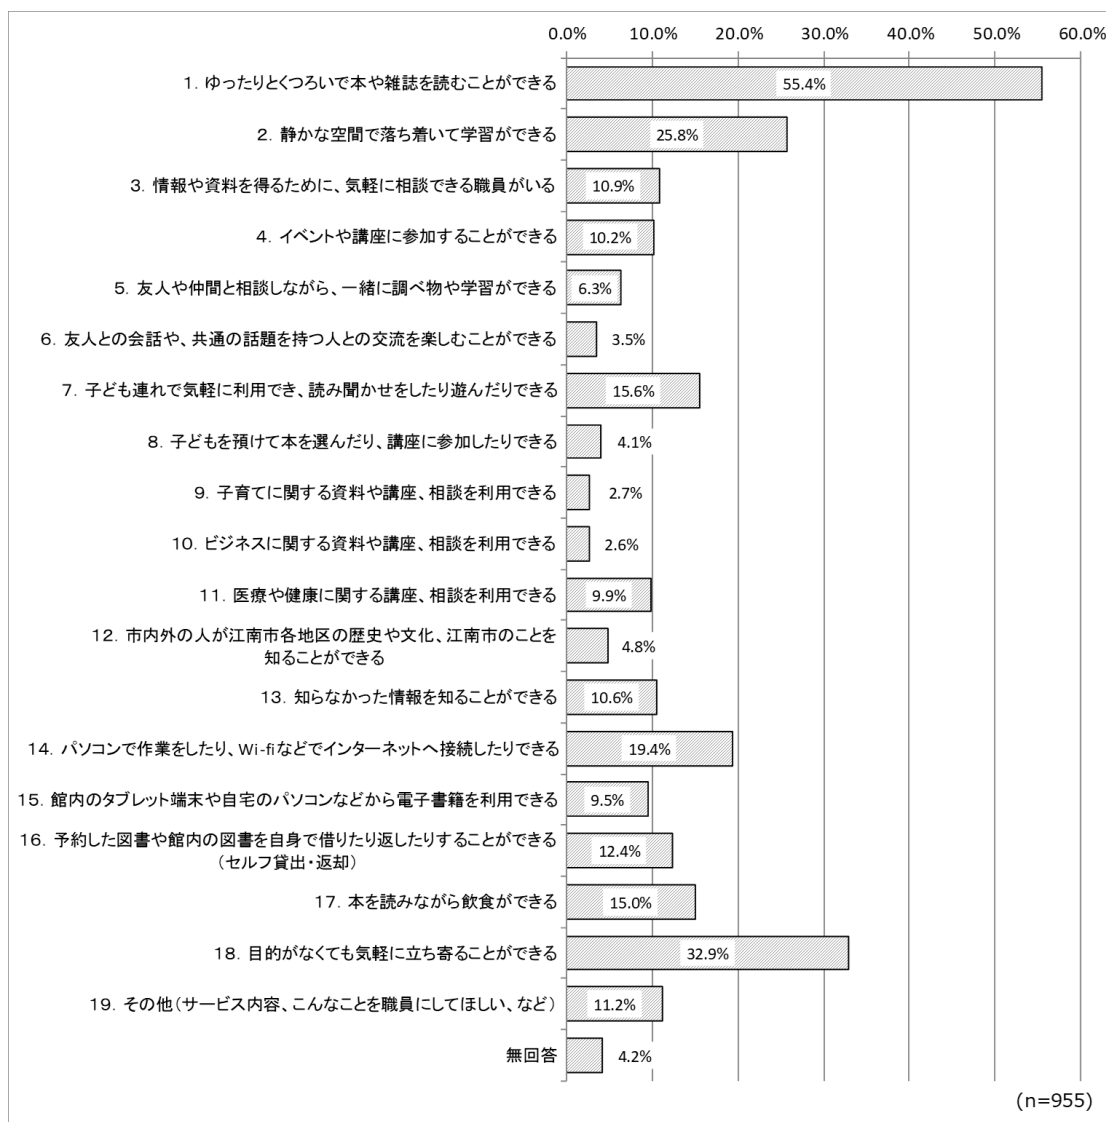 0.0% 10.0% 20.0% 30.0% 40.0% 50.0% 60.0%
1. ゆったりとくつろいで本や雑誌を読むことができる 55.4%
2. 静かな空間で落ち着いて学習ができる 25.8%
3. 情報や資料を得るために、気軽に相談できる職員がいる 10.9%
4. イベントや講座に参加することができる 10.2%
5. 友人や仲間と相談しながら、一緒に調べ物や学習ができる 6.3%
6. 友人との会話や、共通の話題を持つ人との交流を楽しむことができる 3.5%
7. 子ども連れで気軽に利用でき、読み聞かせをしたり遊んだりできる 15.6%
8. 子どもを預けて本を選んだり、講座に参加したりできる 4.1%
9. 子育てに関する資料や講座、相談を利用できる 2.7%
10. ビジネスに関する資料や講座、相談を利用できる 2.6%
11. 医療や健康に関する講座、相談を利用できる 9.9%
12. 市内外の人が江南市各地区の歴史や文化、江南市のことを
知ることができる 4.8%
13. 知らなかった情報を知ることができる 10.6%
14. パソコンで作業をしたり、Wi-fiなどでインターネットへ接続したりできる 19.4%
15. 館内のタブレット端末や自宅のパソコンなどから電子書籍を利用できる 9.5%
16. 予約した図書や館内の図書を自身で借りたり返したりすることができる
（セルフ貸出・返却） 12.4%
17. 本を読みながら飲食ができる 15.0%
18. 目的がなくても気軽に立ち寄ることができる 32.9%
19. その他（サービス内容、こんなことを職員にしてほしい、など） 11.2%
無回答 4.2%
(n=955)